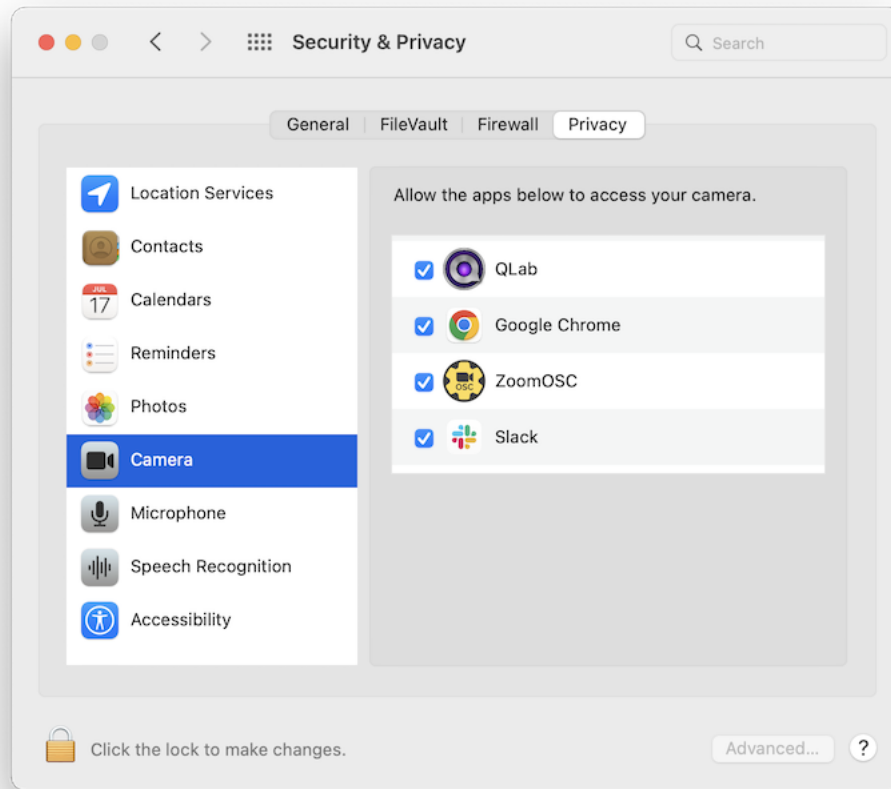 Security & Privacy
Search
General FileVault Firewall Privacy
Location Services
Contacts
JUL
17
Calendars
Reminders
Photos
Camera
Microphone
Speech Recognition
Accessibility
Allow the apps below to access your camera.
QLab
Google Chrome
OSC
ZoomOSC
Slack
Click the lock to make changes.
Advanced... ?